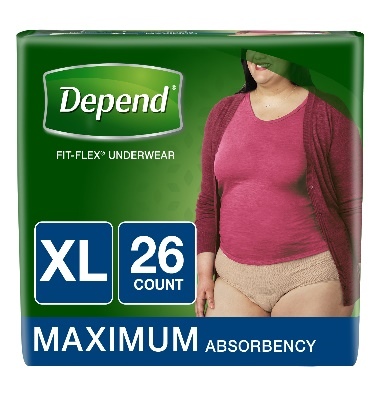 Depend®
FIT-FLEX® UNDERWEAR
XL
26
COUNT
MAXIMUM ABSORBENCY